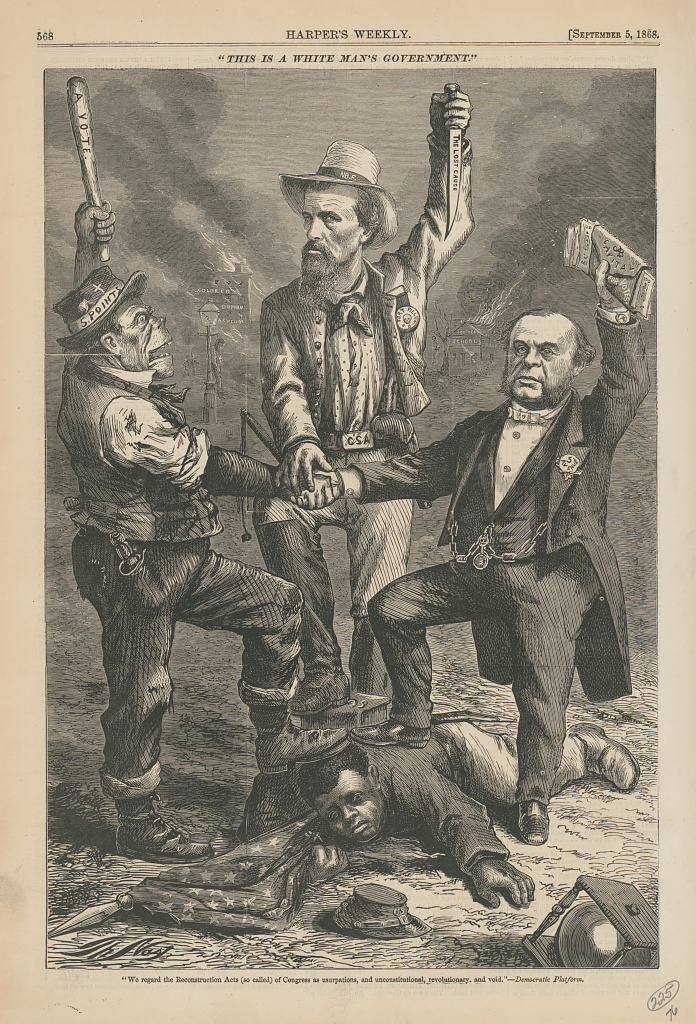 568
HARPER'S WEEKLY.
[SEPTEMBER 5, 1868.
"THIS IS A WHITE MAN'S GOVERNMENT."
A VOTE
THE LOST CAUSE
N.B.F.
CAPITAL
5. POINTS
COLORED
ORPHAN
ASYLUM
SCHOOL
5
CSA
"We regard the Reconstruction Acts (so called) of Congress as usurpations, and unconstitutional, revolutionary, and void."—Democratic Platform.
225